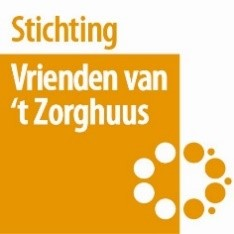 Stichting
Vrienden van
‘t Zorghuus